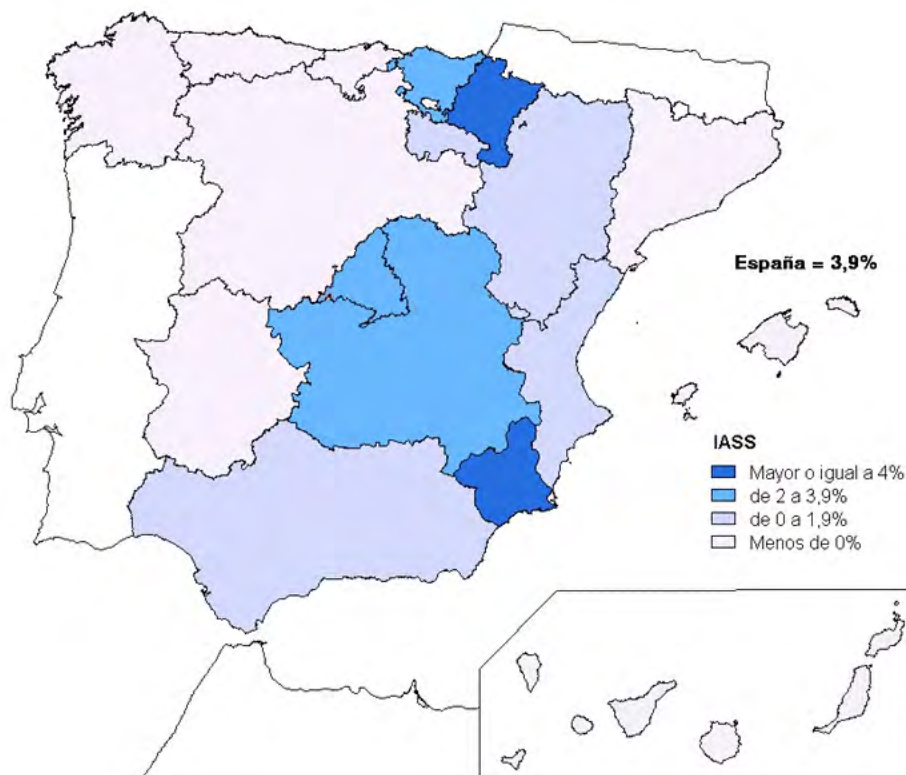 España = 3,9%
IASS
Mayor o igual a 4%
de 2 a 3,9%
de 0 a 1,9%
Menos de 0%